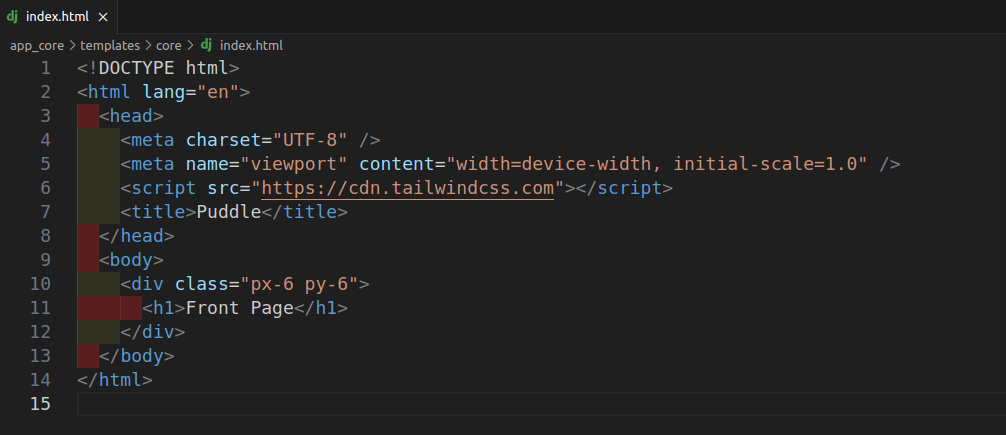 dj index.html ×
app_core > templates > core > dj index.html
1 <!DOCTYPE html>
2 <html lang="en">
3   <head>
4     <meta charset="UTF-8" />
5     <meta name="viewport" content="width=device-width, initial-scale=1.0" />
6     <script src="https://cdn.tailwindcss.com"></script>
7     <title>Puddle</title>
8   </head>
9   <body>
10     <div class="px-6 py-6">
11       <h1>Front Page</h1>
12     </div>
13   </body>
14 </html>
15